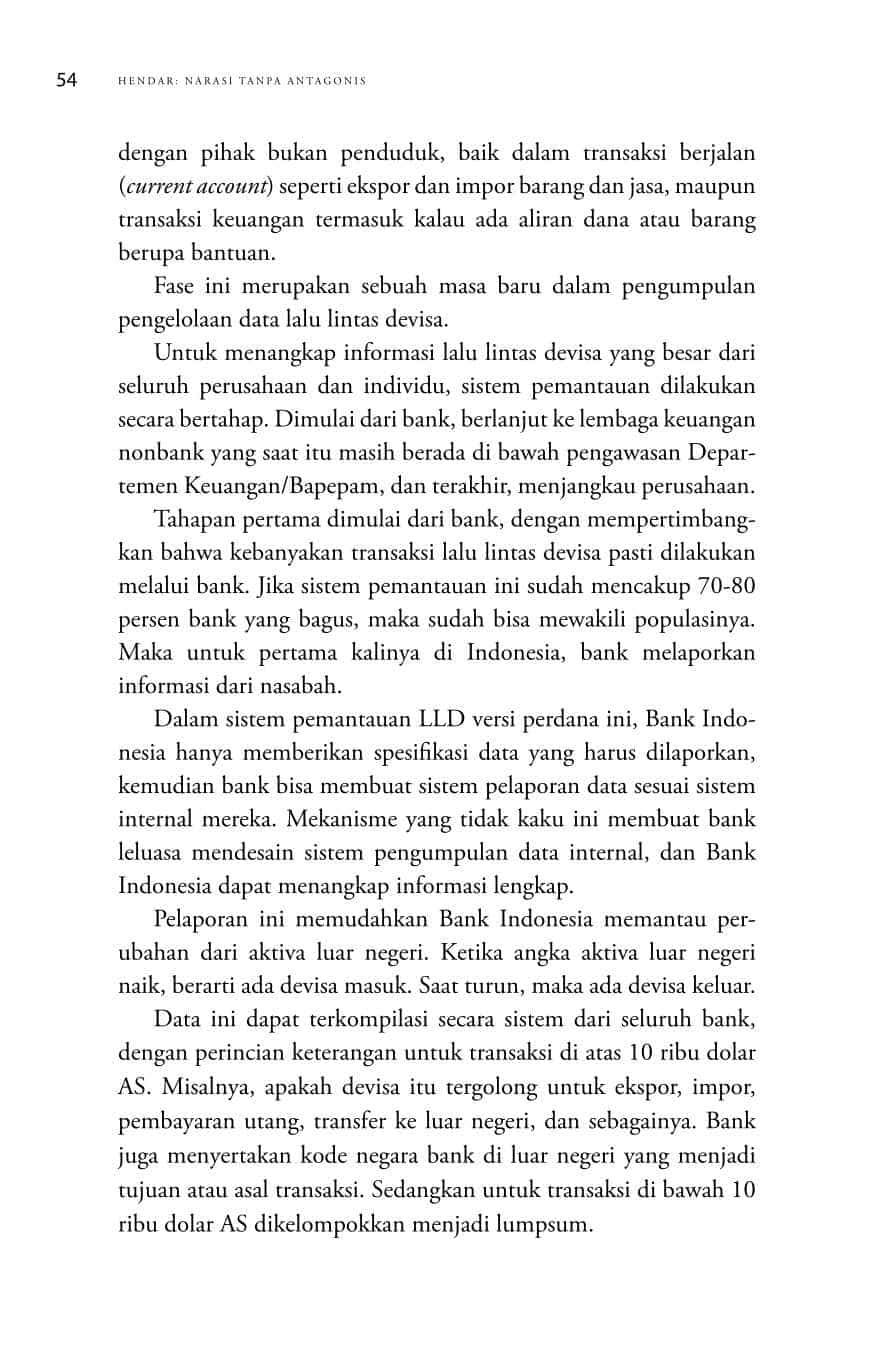 54
HENDAR: NARASI TANPA ANTAGONIS
dengan pihak bukan penduduk, baik dalam transaksi berjalan
(current account) seperti ekspor dan impor barang dan jasa, maupun
transaksi keuangan termasuk kalau ada aliran dana atau barang
berupa bantuan.
Fase ini merupakan sebuah masa baru dalam pengumpulan
pengelolaan data lalu lintas devisa.
Untuk menangkap informasi lalu lintas devisa yang besar dari
seluruh perusahaan dan individu, sistem pemantauan dilakukan
secara bertahap. Dimulai dari bank, berlanjut ke lembaga keuangan
nonbank yang saat itu masih berada di bawah pengawasan Depar-
temen Keuangan/Bapepam, dan terakhir, menjangkau perusahaan.
Tahapan pertama dimulai dari bank, dengan mempertimbang-
kan bahwa kebanyakan transaksi lalu lintas devisa pasti dilakukan
melalui bank. Jika sistem pemantauan ini sudah mencakup 70-80
persen bank yang bagus, maka sudah bisa mewakili populasinya.
Maka untuk pertama kalinya di Indonesia, bank melaporkan
informasi dari nasabah.
Dalam sistem pemantauan LLD versi perdana ini, Bank Indo-
nesia hanya memberikan spesifikasi data yang harus dilaporkan,
kemudian bank bisa membuat sistem pelaporan data sesuai sistem
internal mereka. Mekanisme yang tidak kaku ini membuat bank
leluasa mendesain sistem pengumpulan data internal, dan Bank
Indonesia dapat menangkap informasi lengkap.
Pelaporan ini memudahkan Bank Indonesia memantau per-
ubahan dari aktiva luar negeri. Ketika angka aktiva luar negeri
naik, berarti ada devisa masuk. Saat turun, maka ada devisa keluar.
Data ini dapat terkompilasi secara sistem dari seluruh bank,
dengan perincian keterangan untuk transaksi di atas 10 ribu dolar
AS. Misalnya, apakah devisa itu tergolong untuk ekspor, impor,
pembayaran utang, transfer ke luar negeri, dan sebagainya. Bank
juga menyertakan kode negara bank di luar negeri yang menjadi
tujuan atau asal transaksi. Sedangkan untuk transaksi di bawah 10
ribu dolar AS dikelompokkan menjadi lumpsum.